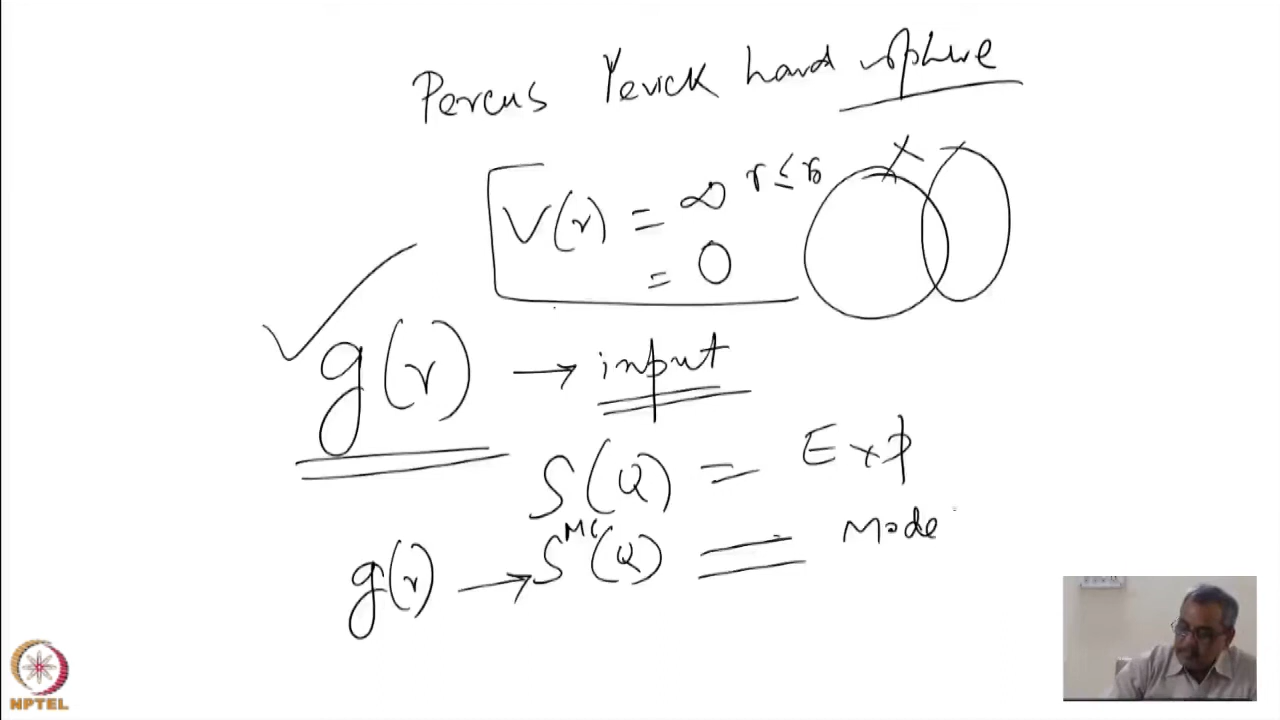 Percus Yevick hard sphere
V(r) = ∞ r ≤ r₀
= 0
g(r) → input
S(Q) = Exp
g(r) → S^MC(Q) = Mode
NPTEL